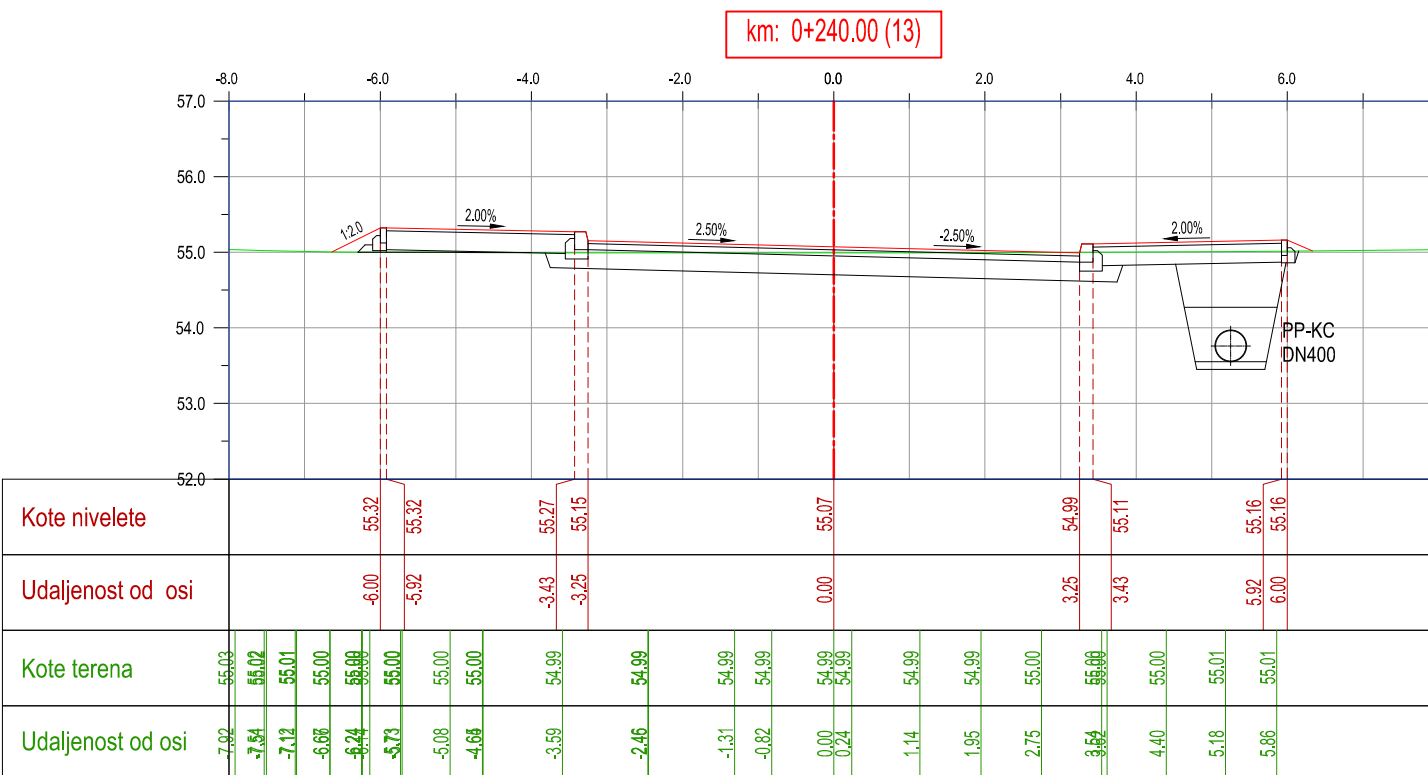 km: 0+240.00 (13)
-8.0 -6.0 -4.0 -2.0 0.0 2.0 4.0 6.0
57.0
56.0
55.0
54.0
53.0
52.0
1:2.0
2.00%
2.50%
-2.50%
2.00%
PP-KC
DN400
Kote nivelete
55.32 55.32 55.27 55.15 55.07 54.99 55.11 55.16 55.16
Udaljenost od osi
-6.00 -5.92 -3.43 -3.25 0.00 3.25 3.43 5.92 6.00
Kote terena
55.03 55.02 55.01 55.00 55.00 55.00 55.00 54.99 54.99 54.99 54.99 54.99 54.99 54.99 54.99 55.00 55.00 55.01 55.01
Udaljenost od osi
-7.92 -7.54 -7.12 -5.73 -5.08 -3.59 -1.31 -0.82 0.00 0.24 1.14 1.95 2.75 4.40 5.18 5.86